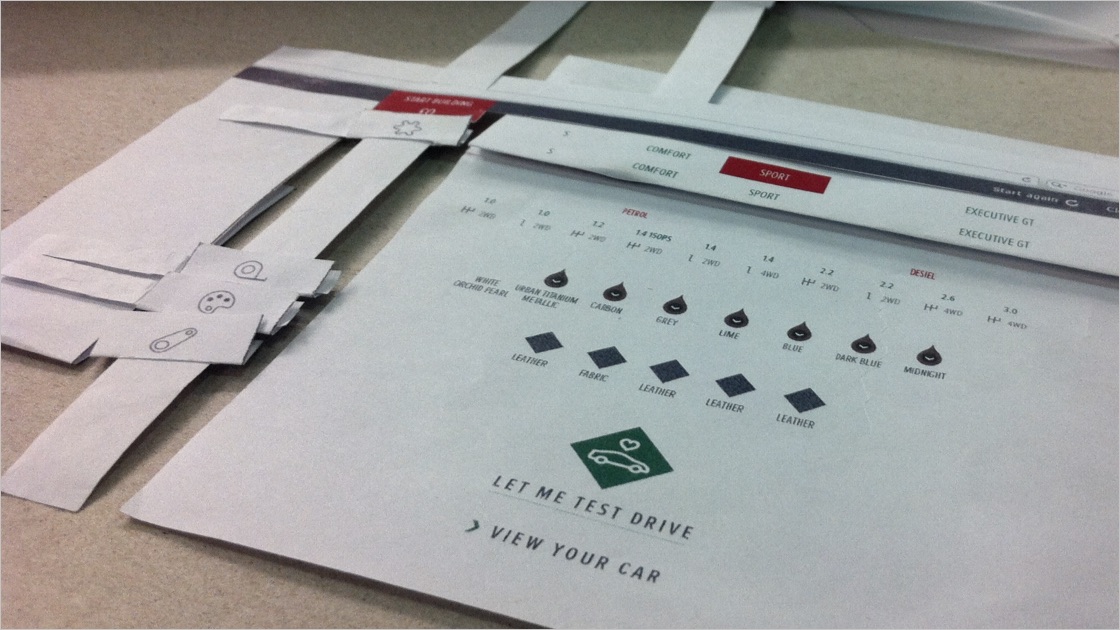 START BUILDING
Start again
S COMFORT SPORT EXECUTIVE GT
S COMFORT SPORT EXECUTIVE GT
PETROL DESIEL
1.0 1.0 1.2 1.4 ISOPS 1.4 1.4 2.2 2.2 2.6 3.0
2WD 2WD 2WD 2WD 2WD 4WD 2WD 2WD 4WD 4WD
WHITE ORCHID PEARL
URBAN TITANIUM METALLIC
CARBON
GREY
LIME
BLUE
DARK BLUE
MIDNIGHT
LEATHER FABRIC LEATHER LEATHER LEATHER
LET ME TEST DRIVE
VIEW YOUR CAR